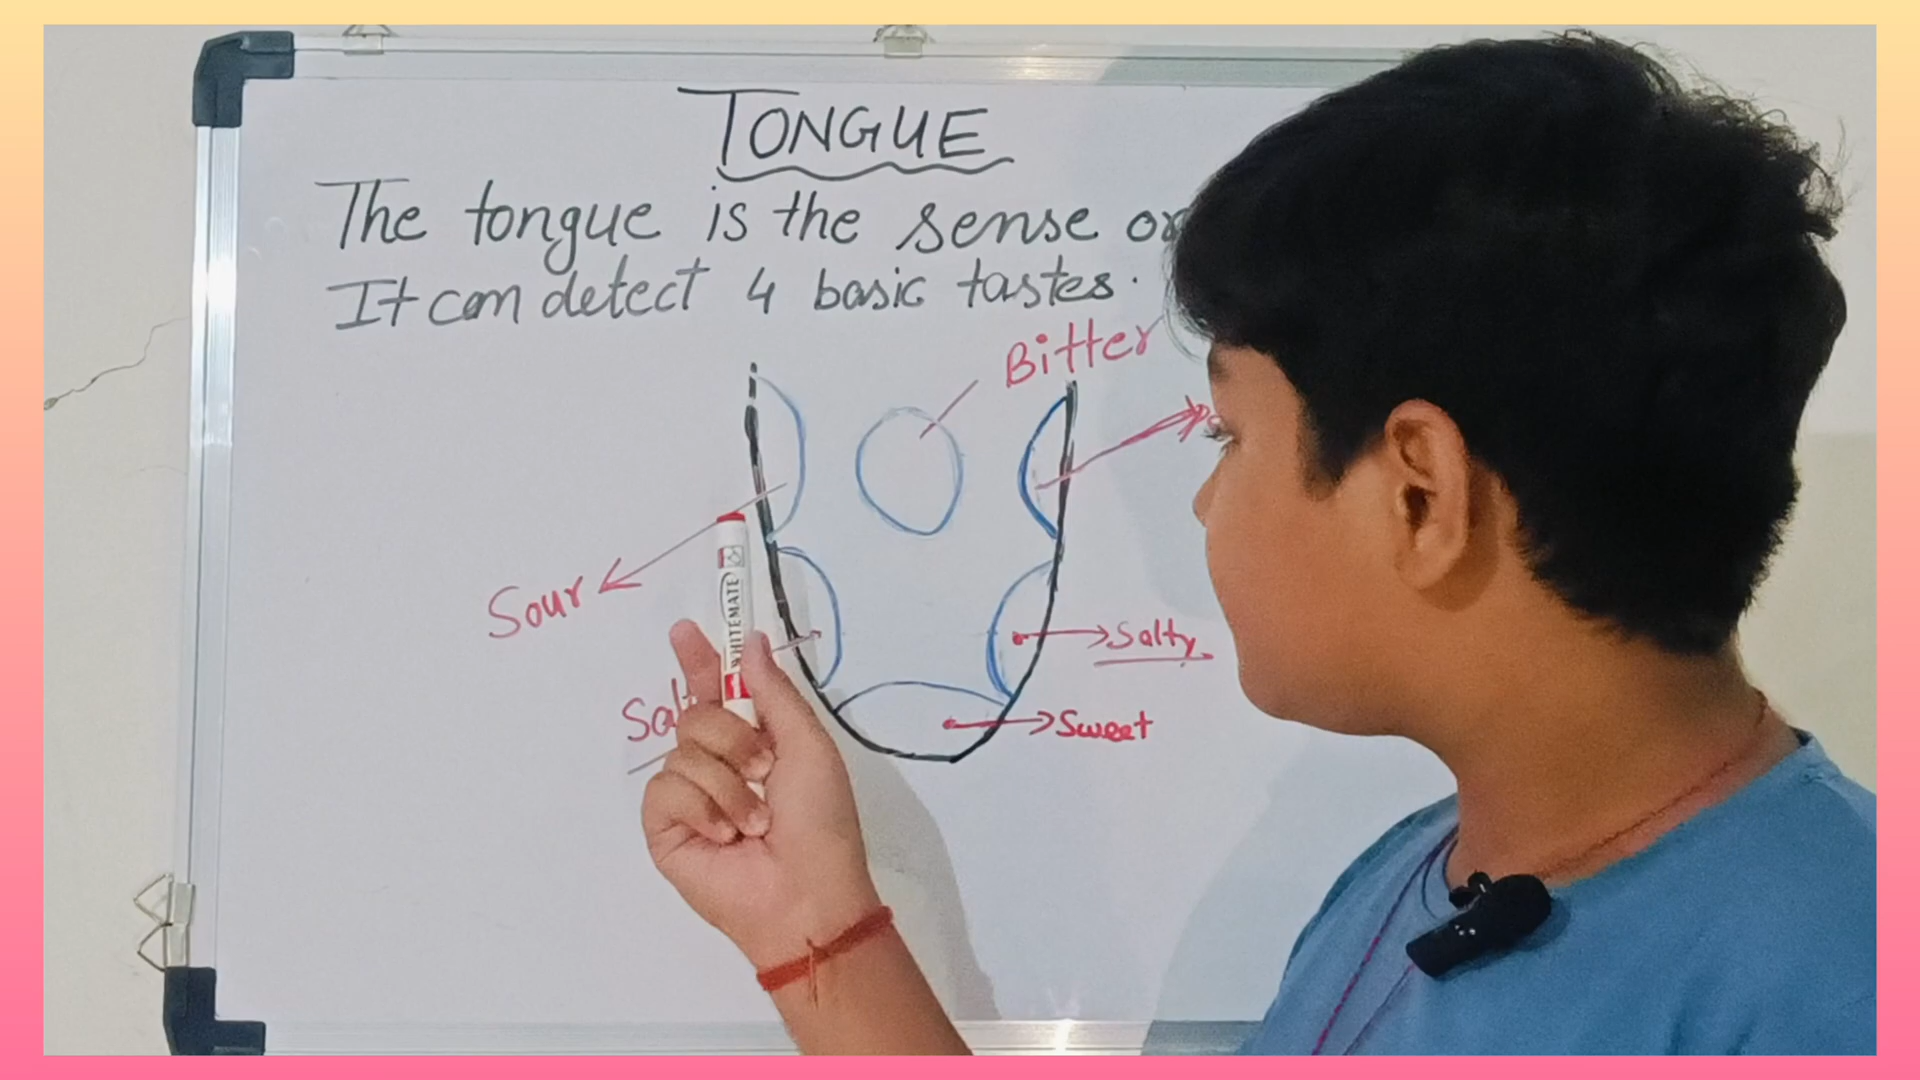 TONGUE
The tongue is the sense
It can detect 4 basic tastes.
Bitter
Sour
WHITEMATE
Salty
Sweet